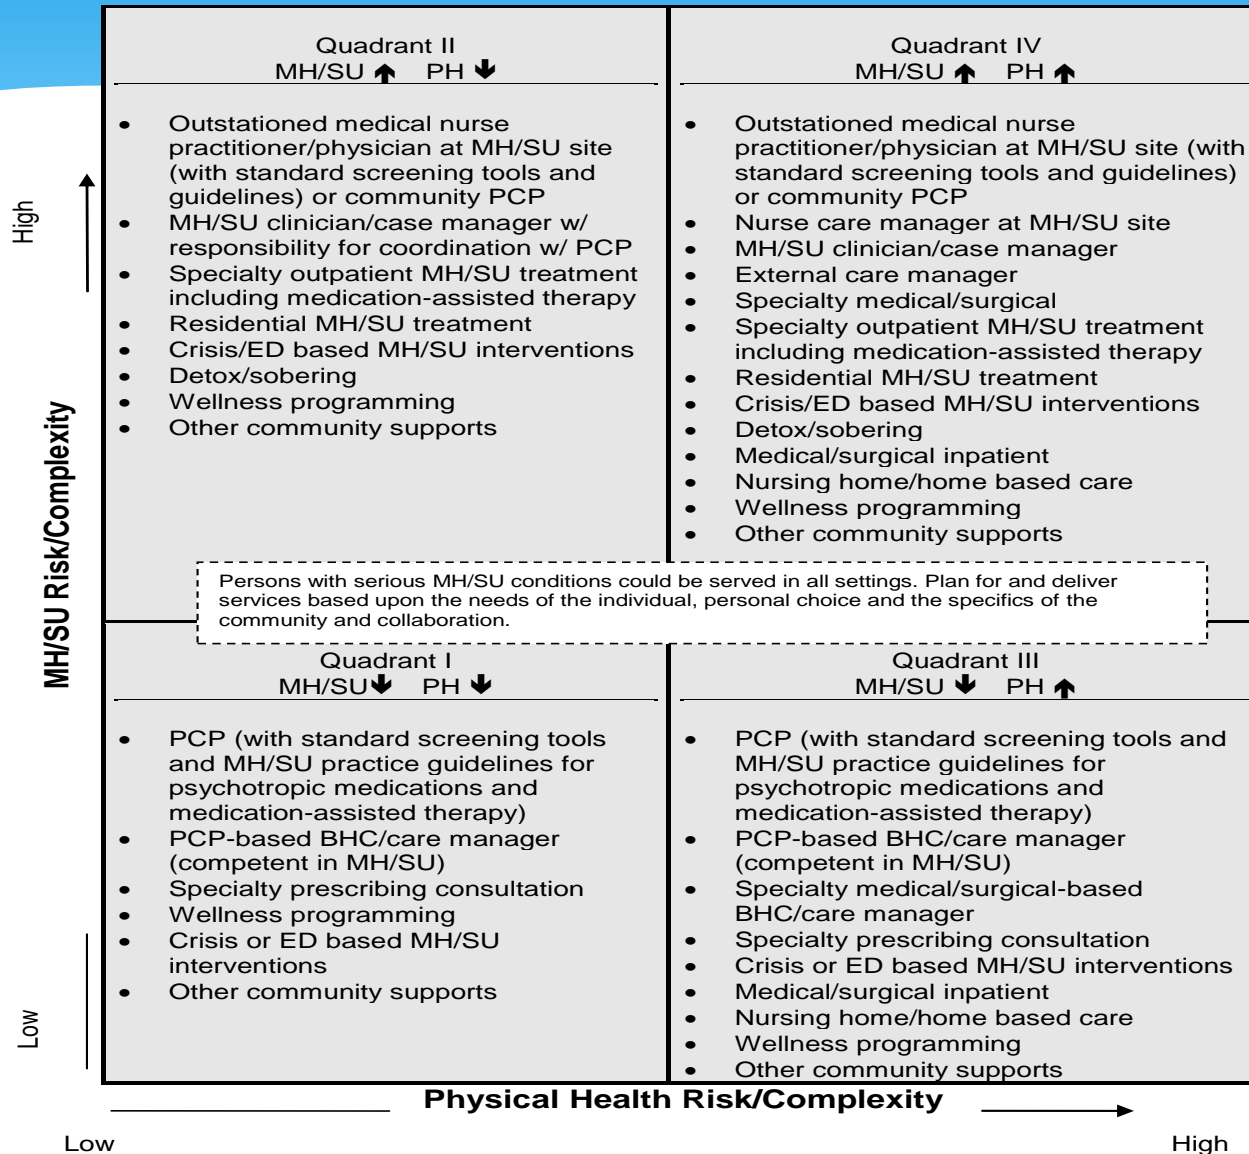 Quadrant II
MH/SU 🡹 PH 🡻
• Outstationed medical nurse
practitioner/physician at MH/SU site
(with standard screening tools and
guidelines) or community PCP
• MH/SU clinician/case manager w/
responsibility for coordination w/ PCP
• Specialty outpatient MH/SU treatment
including medication-assisted therapy
• Residential MH/SU treatment
• Crisis/ED based MH/SU interventions
• Detox/sobering
• Wellness programming
• Other community supports
Quadrant IV
MH/SU 🡹 PH 🡹
• Outstationed medical nurse
practitioner/physician at MH/SU site (with
standard screening tools and guidelines)
or community PCP
• Nurse care manager at MH/SU site
• MH/SU clinician/case manager
• External care manager
• Specialty medical/surgical
• Specialty outpatient MH/SU treatment
including medication-assisted therapy
• Residential MH/SU treatment
• Crisis/ED based MH/SU interventions
• Detox/sobering
• Medical/surgical inpatient
• Nursing home/home based care
• Wellness programming
• Other community supports
High
MH/SU Risk/Complexity
Low
Persons with serious MH/SU conditions could be served in all settings. Plan for and deliver
services based upon the needs of the individual, personal choice and the specifics of the
community and collaboration.
Quadrant I
MH/SU🡻 PH 🡻
• PCP (with standard screening tools
and MH/SU practice guidelines for
psychotropic medications and
medication-assisted therapy)
• PCP-based BHC/care manager
(competent in MH/SU)
• Specialty prescribing consultation
• Wellness programming
• Crisis or ED based MH/SU
interventions
• Other community supports
Quadrant III
MH/SU 🡻 PH 🡹
• PCP (with standard screening tools and
MH/SU practice guidelines for
psychotropic medications and
medication-assisted therapy)
• PCP-based BHC/care manager
(competent in MH/SU)
• Specialty medical/surgical-based
BHC/care manager
• Specialty prescribing consultation
• Crisis or ED based MH/SU interventions
• Medical/surgical inpatient
• Nursing home/home based care
• Wellness programming
• Other community supports
Physical Health Risk/Complexity
Low
High